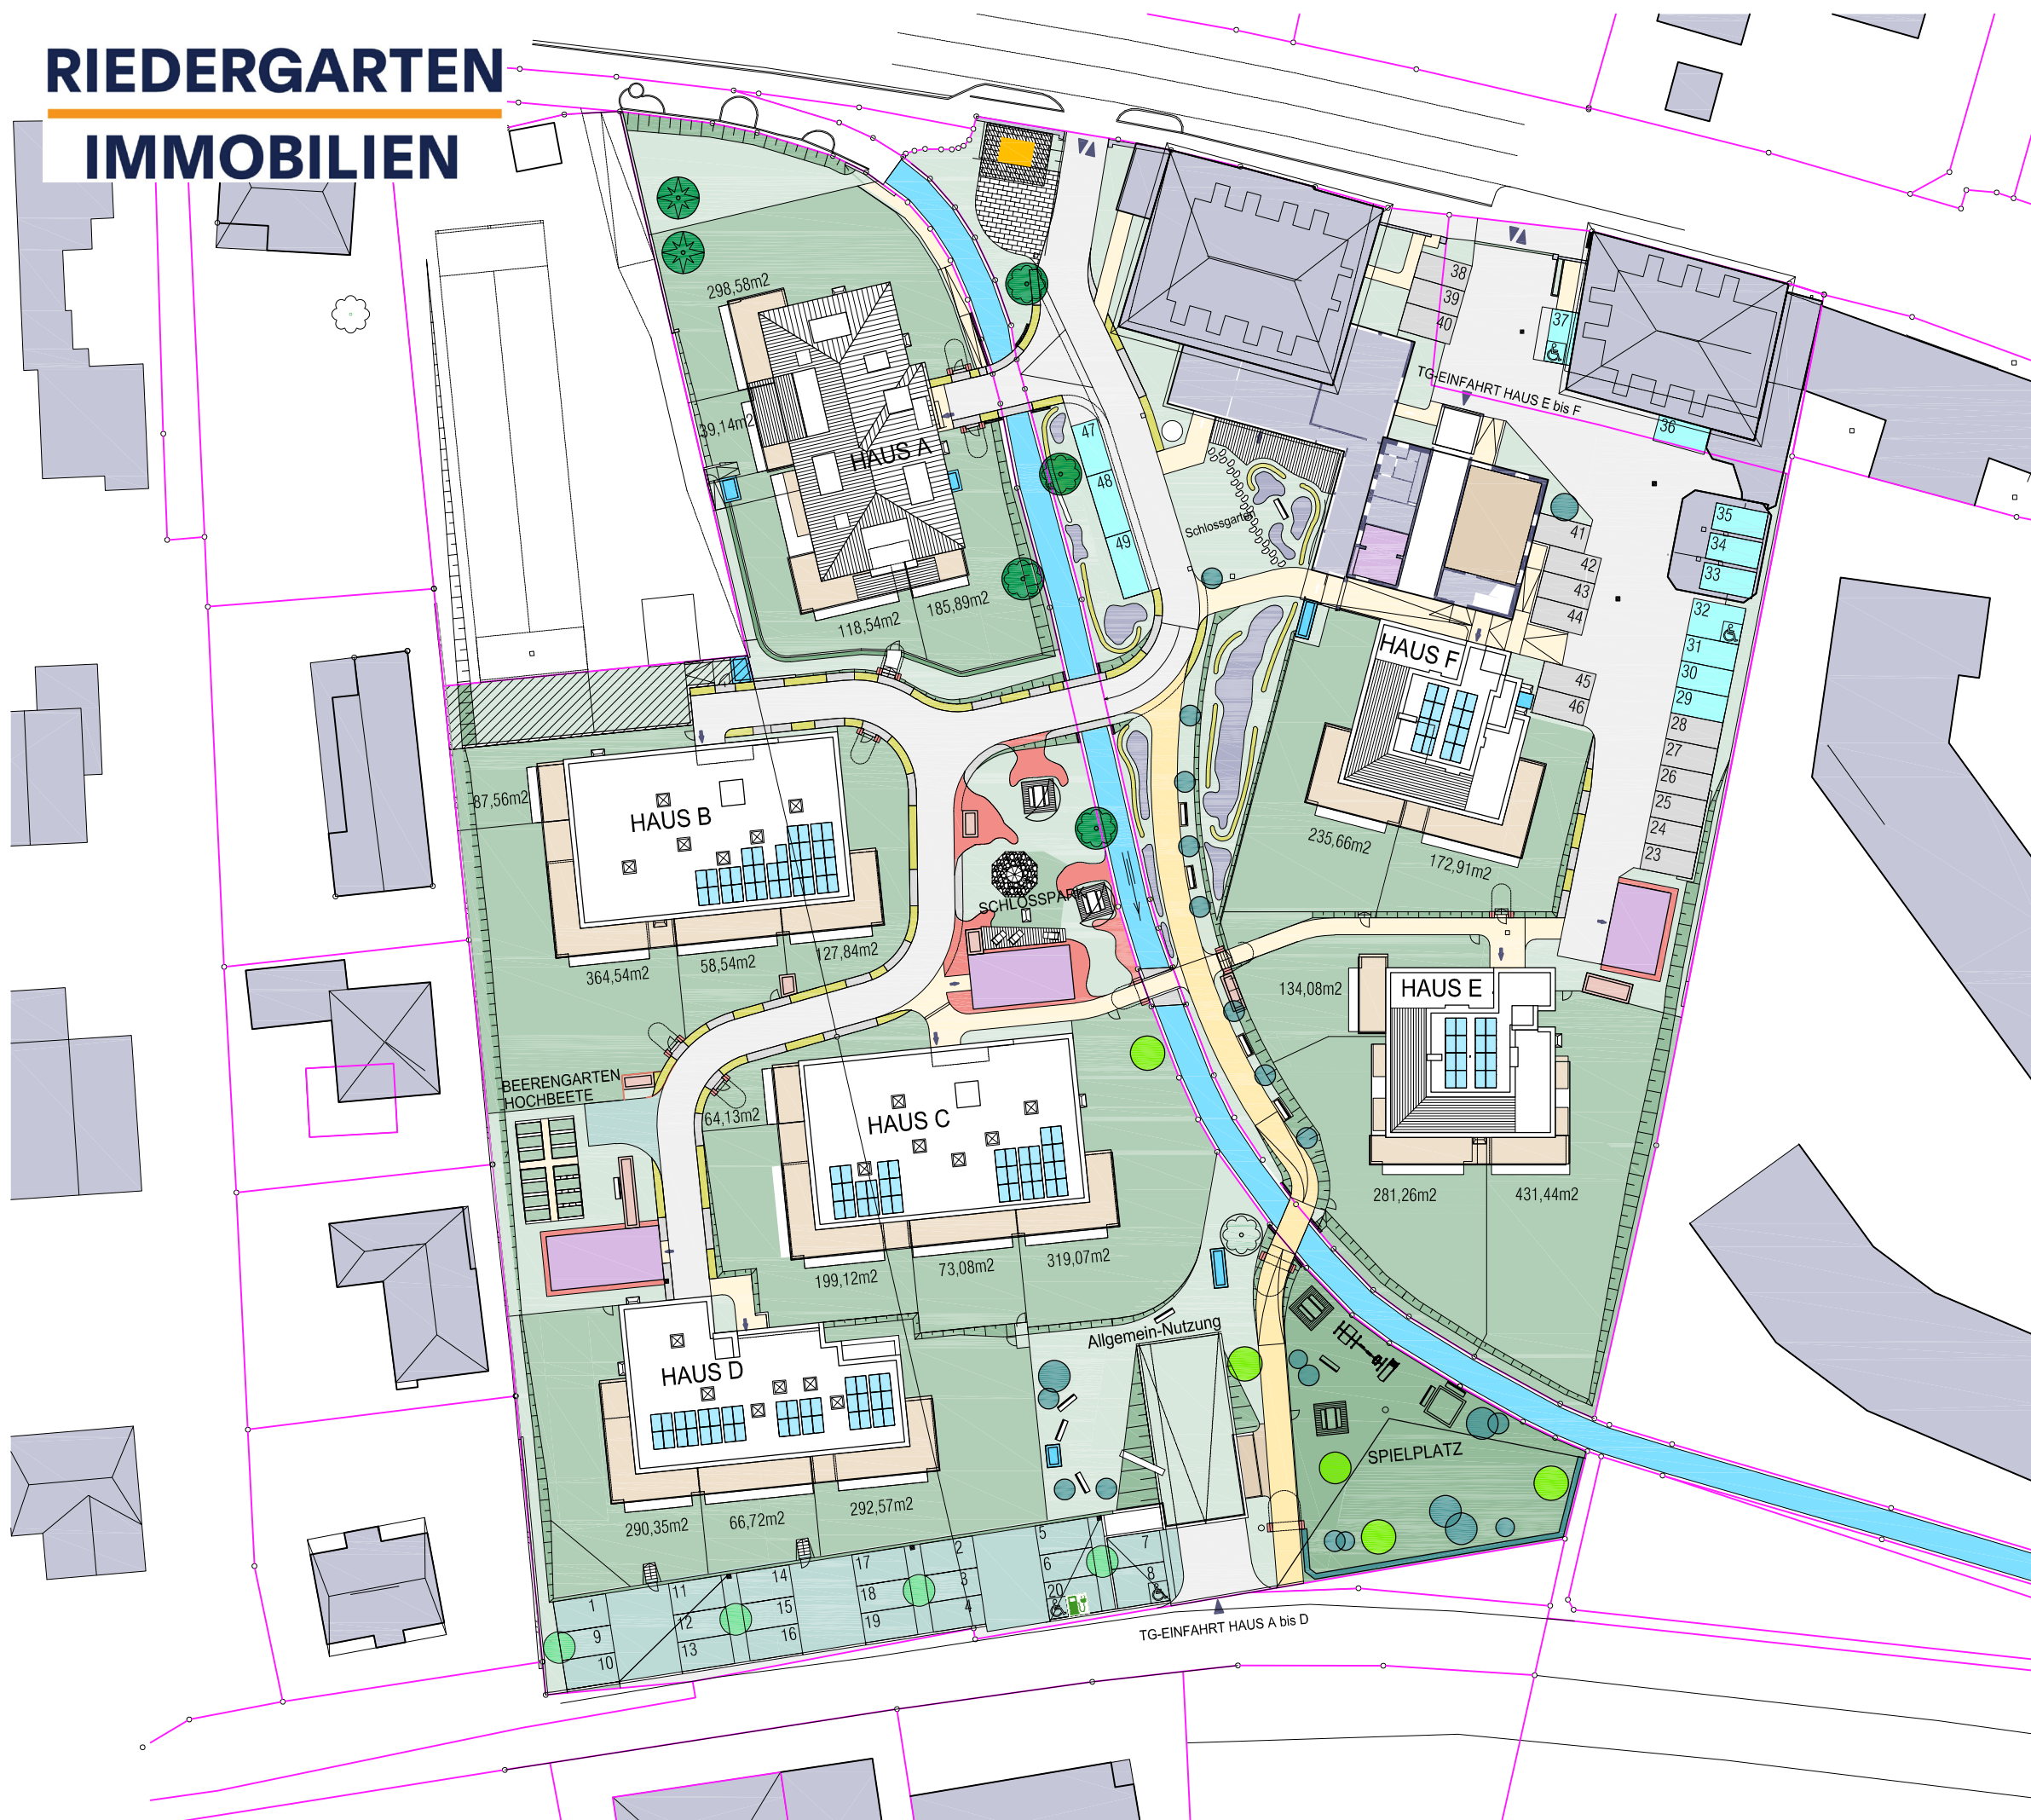 RIEDERGARTEN
IMMOBILIEN
298,58m2
39,14m2
HAUS A
118,54m2
185,89m2
47
48
49
38
39
40
37
TG-EINFAHRT HAUS E bis F
36
35
34
33
32
31
30
29
28
27
26
25
24
23
41
42
43
44
45
46
Schlossgarten
HAUS F
235,66m2
172,91m2
87,56m2
HAUS B
364,54m2
58,54m2
127,84m2
SCHLOSSPARK
134,08m2
HAUS E
281,26m2
431,44m2
BEERENGARTEN
HOCHBEETE
64,13m2
HAUS C
199,12m2
73,08m2
319,07m2
Allgemein-Nutzung
HAUS D
290,35m2
66,72m2
292,57m2
SPIELPLATZ
1
9
10
11
12
13
14
15
16
17
18
19
2
3
4
5
6
20
7
8
TG-EINFAHRT HAUS A bis D